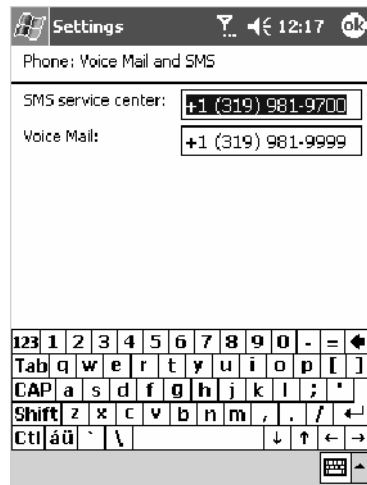 Settings 12:17 ok
Phone: Voice Mail and SMS
SMS service center: +1 (319) 981-9700
Voice Mail: +1 (319) 981-9999
123 1 2 3 4 5 6 7 8 9 0 - =
Tab q w e r t y u i o p [ ]
CAP a s d f g h j k l ; '
Shift z x c v b n m , . /
Ctl áü ` \